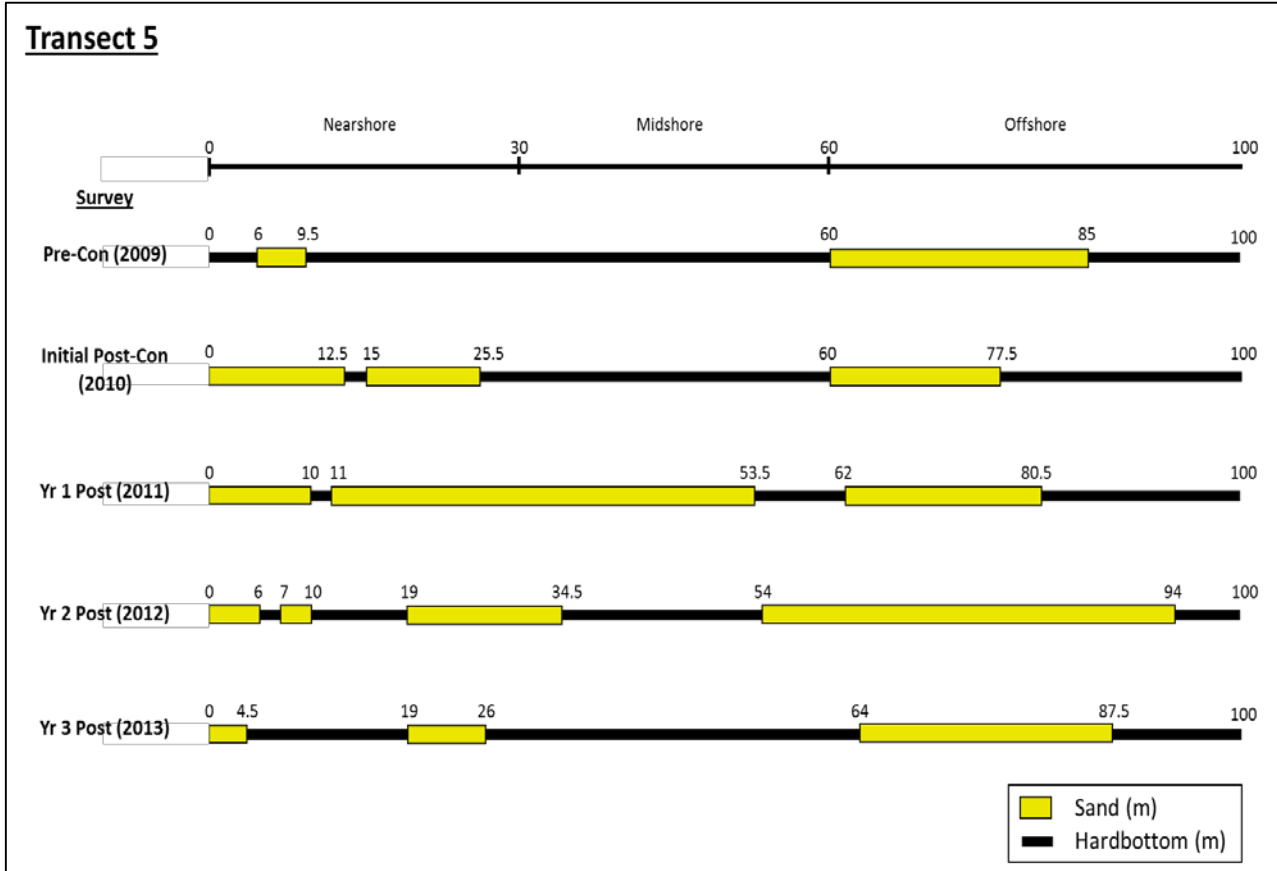 Transect 5
Nearshore Midshore Offshore
0 30 60 100
Survey
0 6 9.5 60 85 100
Pre-Con (2009)
0 12.5 15 25.5 60 77.5 100
Initial Post-Con
(2010)
0 10 11 53.5 62 80.5 100
Yr 1 Post (2011)
0 6 7 10 19 34.5 54 94 100
Yr 2 Post (2012)
0 4.5 19 26 64 87.5 100
Yr 3 Post (2013)
Sand (m)
Hardbottom (m)